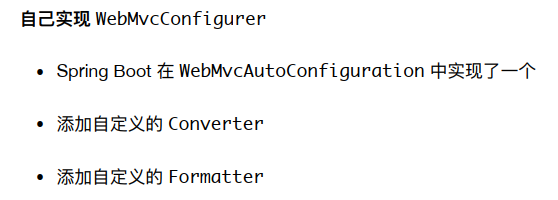 自己实现 WebMvcConfigurer
• Spring Boot 在 WebMvcAutoConfiguration 中实现了一个
• 添加自定义的 Converter
• 添加自定义的 Formatter